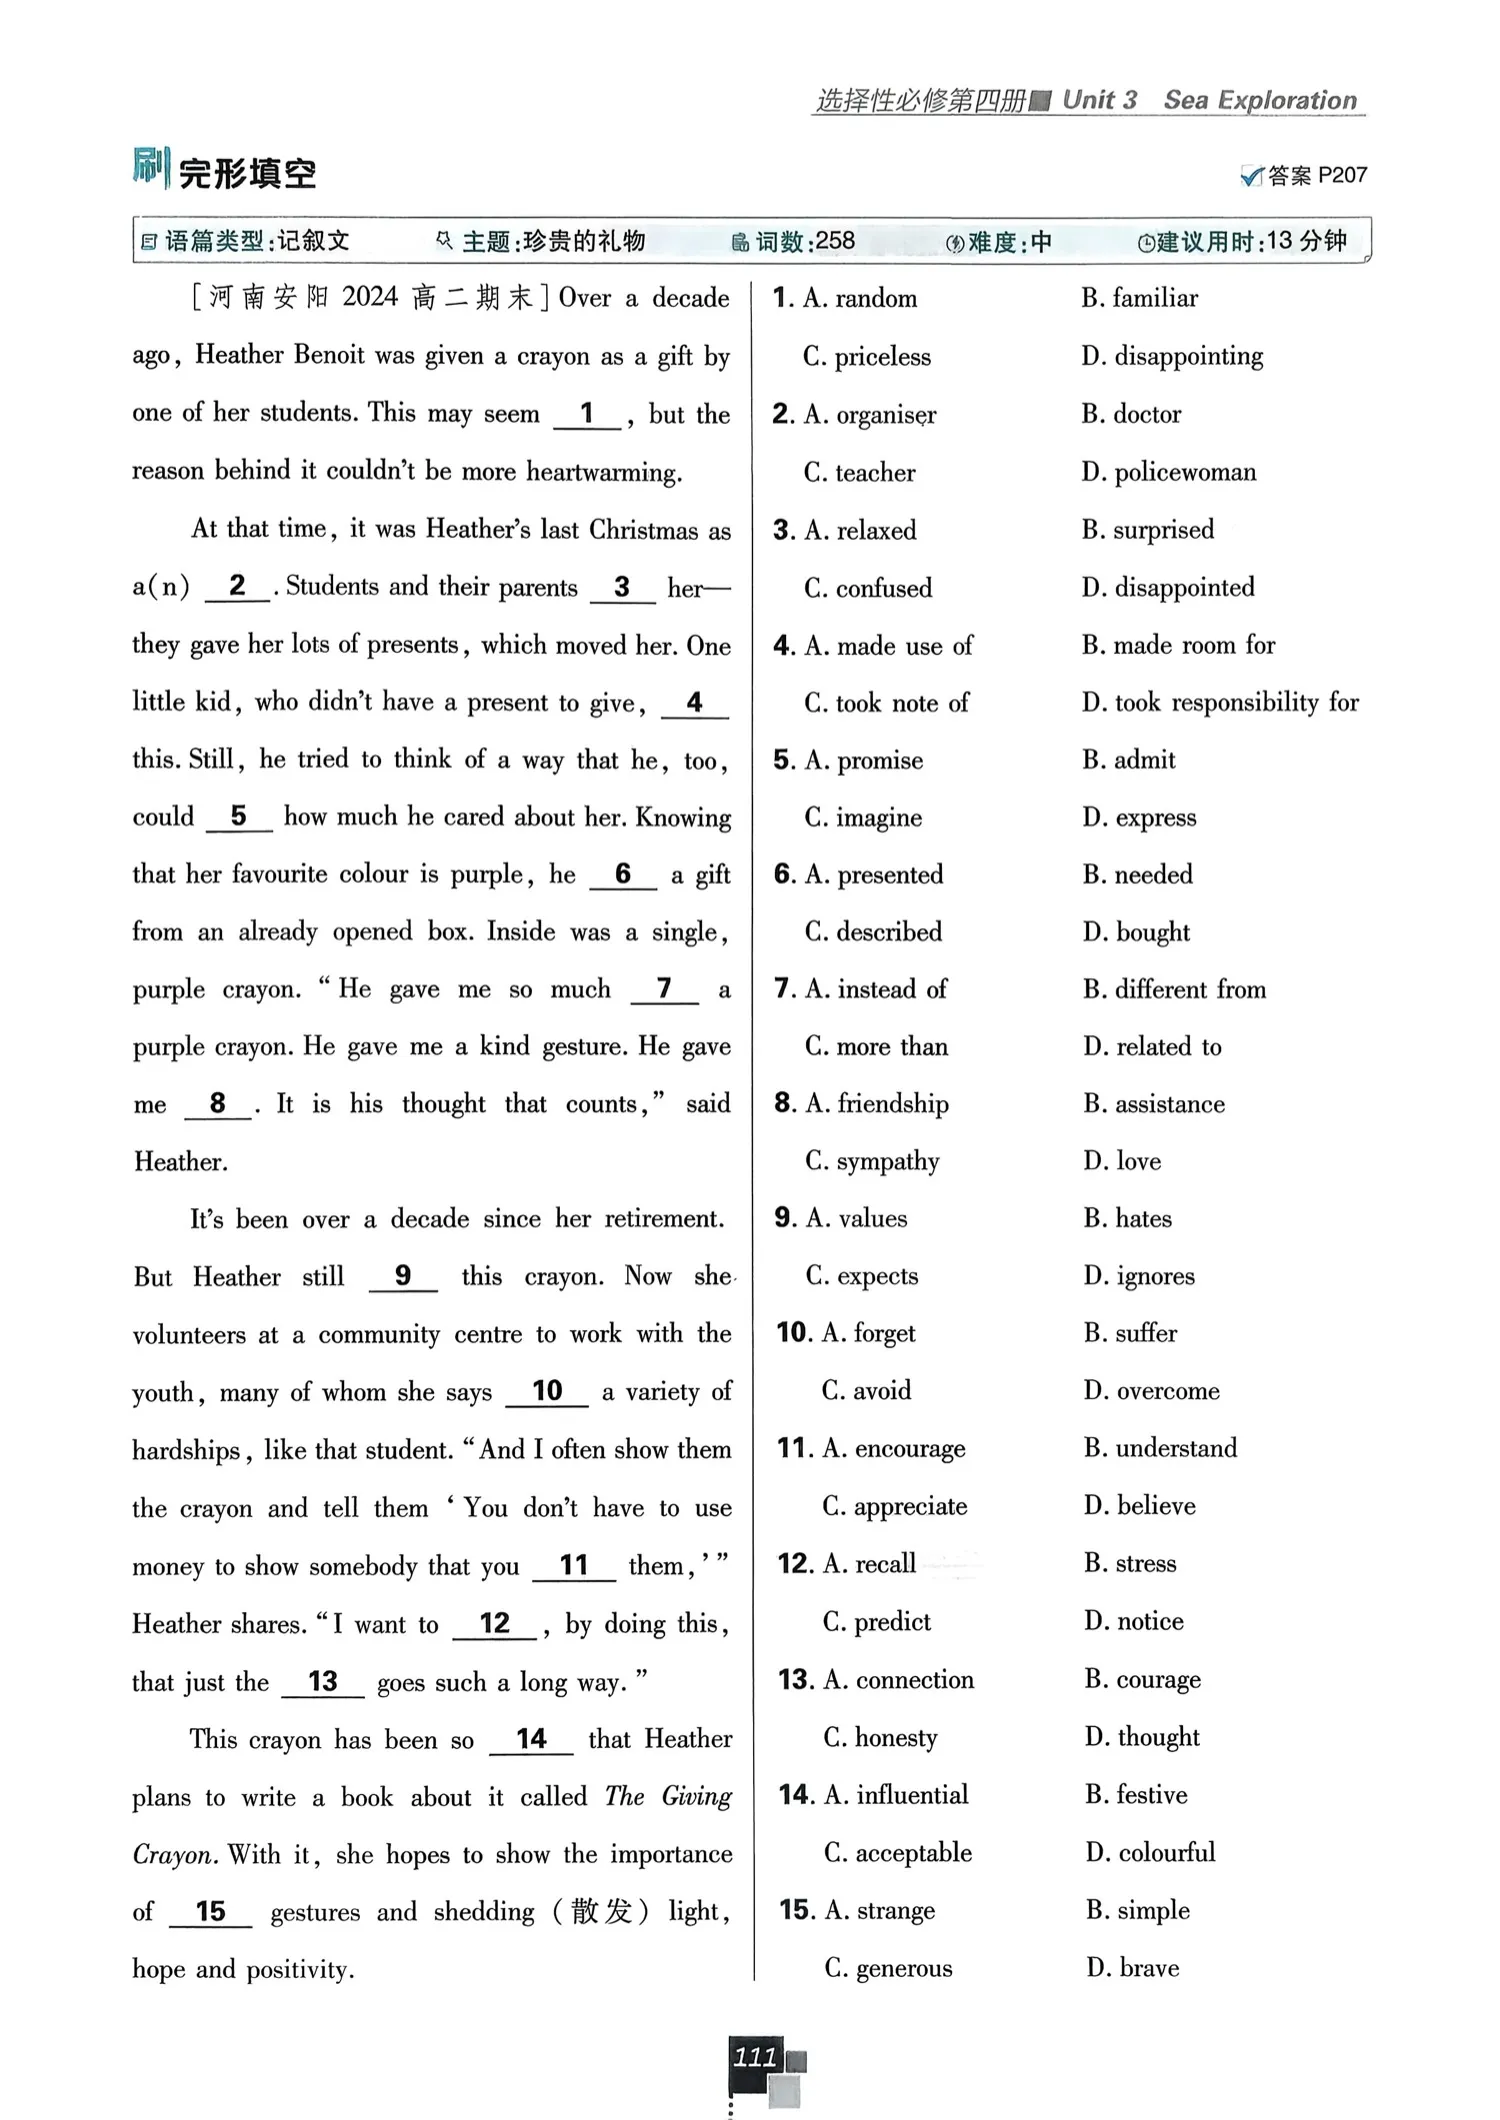 选择性必修第四册 Unit 3 Sea Exploration
刷 完形填空
答案 P207
语篇类型:记叙文 主题:珍贵的礼物 词数:258 难度:中 建议用时:13 分钟
[河南安阳 2024 高二期末] Over a decade
ago, Heather Benoit was given a crayon as a gift by
one of her students. This may seem 1 , but the
reason behind it couldn't be more heartwarming.
At that time, it was Heather's last Christmas as
a(n) 2 . Students and their parents 3 her—
they gave her lots of presents, which moved her. One
little kid, who didn't have a present to give, 4
this. Still, he tried to think of a way that he, too,
could 5 how much he cared about her. Knowing
that her favourite colour is purple, he 6 a gift
from an already opened box. Inside was a single,
purple crayon. “He gave me so much 7 a
purple crayon. He gave me a kind gesture. He gave
me 8 . It is his thought that counts,” said
Heather.
It's been over a decade since her retirement.
But Heather still 9 this crayon. Now she
volunteers at a community centre to work with the
youth, many of whom she says 10 a variety of
hardships, like that student. “And I often show them
the crayon and tell them ‘You don't have to use
money to show somebody that you 11 them,’”
Heather shares. “I want to 12 , by doing this,
that just the 13 goes such a long way.”
This crayon has been so 14 that Heather
plans to write a book about it called The Giving
Crayon. With it, she hopes to show the importance
of 15 gestures and shedding (散发) light,
hope and positivity.
1. A. random B. familiar
C. priceless D. disappointing
2. A. organiser B. doctor
C. teacher D. policewoman
3. A. relaxed B. surprised
C. confused D. disappointed
4. A. made use of B. made room for
C. took note of D. took responsibility for
5. A. promise B. admit
C. imagine D. express
6. A. presented B. needed
C. described D. bought
7. A. instead of B. different from
C. more than D. related to
8. A. friendship B. assistance
C. sympathy D. love
9. A. values B. hates
C. expects D. ignores
10. A. forget B. suffer
C. avoid D. overcome
11. A. encourage B. understand
C. appreciate D. believe
12. A. recall B. stress
C. predict D. notice
13. A. connection B. courage
C. honesty D. thought
14. A. influential B. festive
C. acceptable D. colourful
15. A. strange B. simple
C. generous D. brave
111